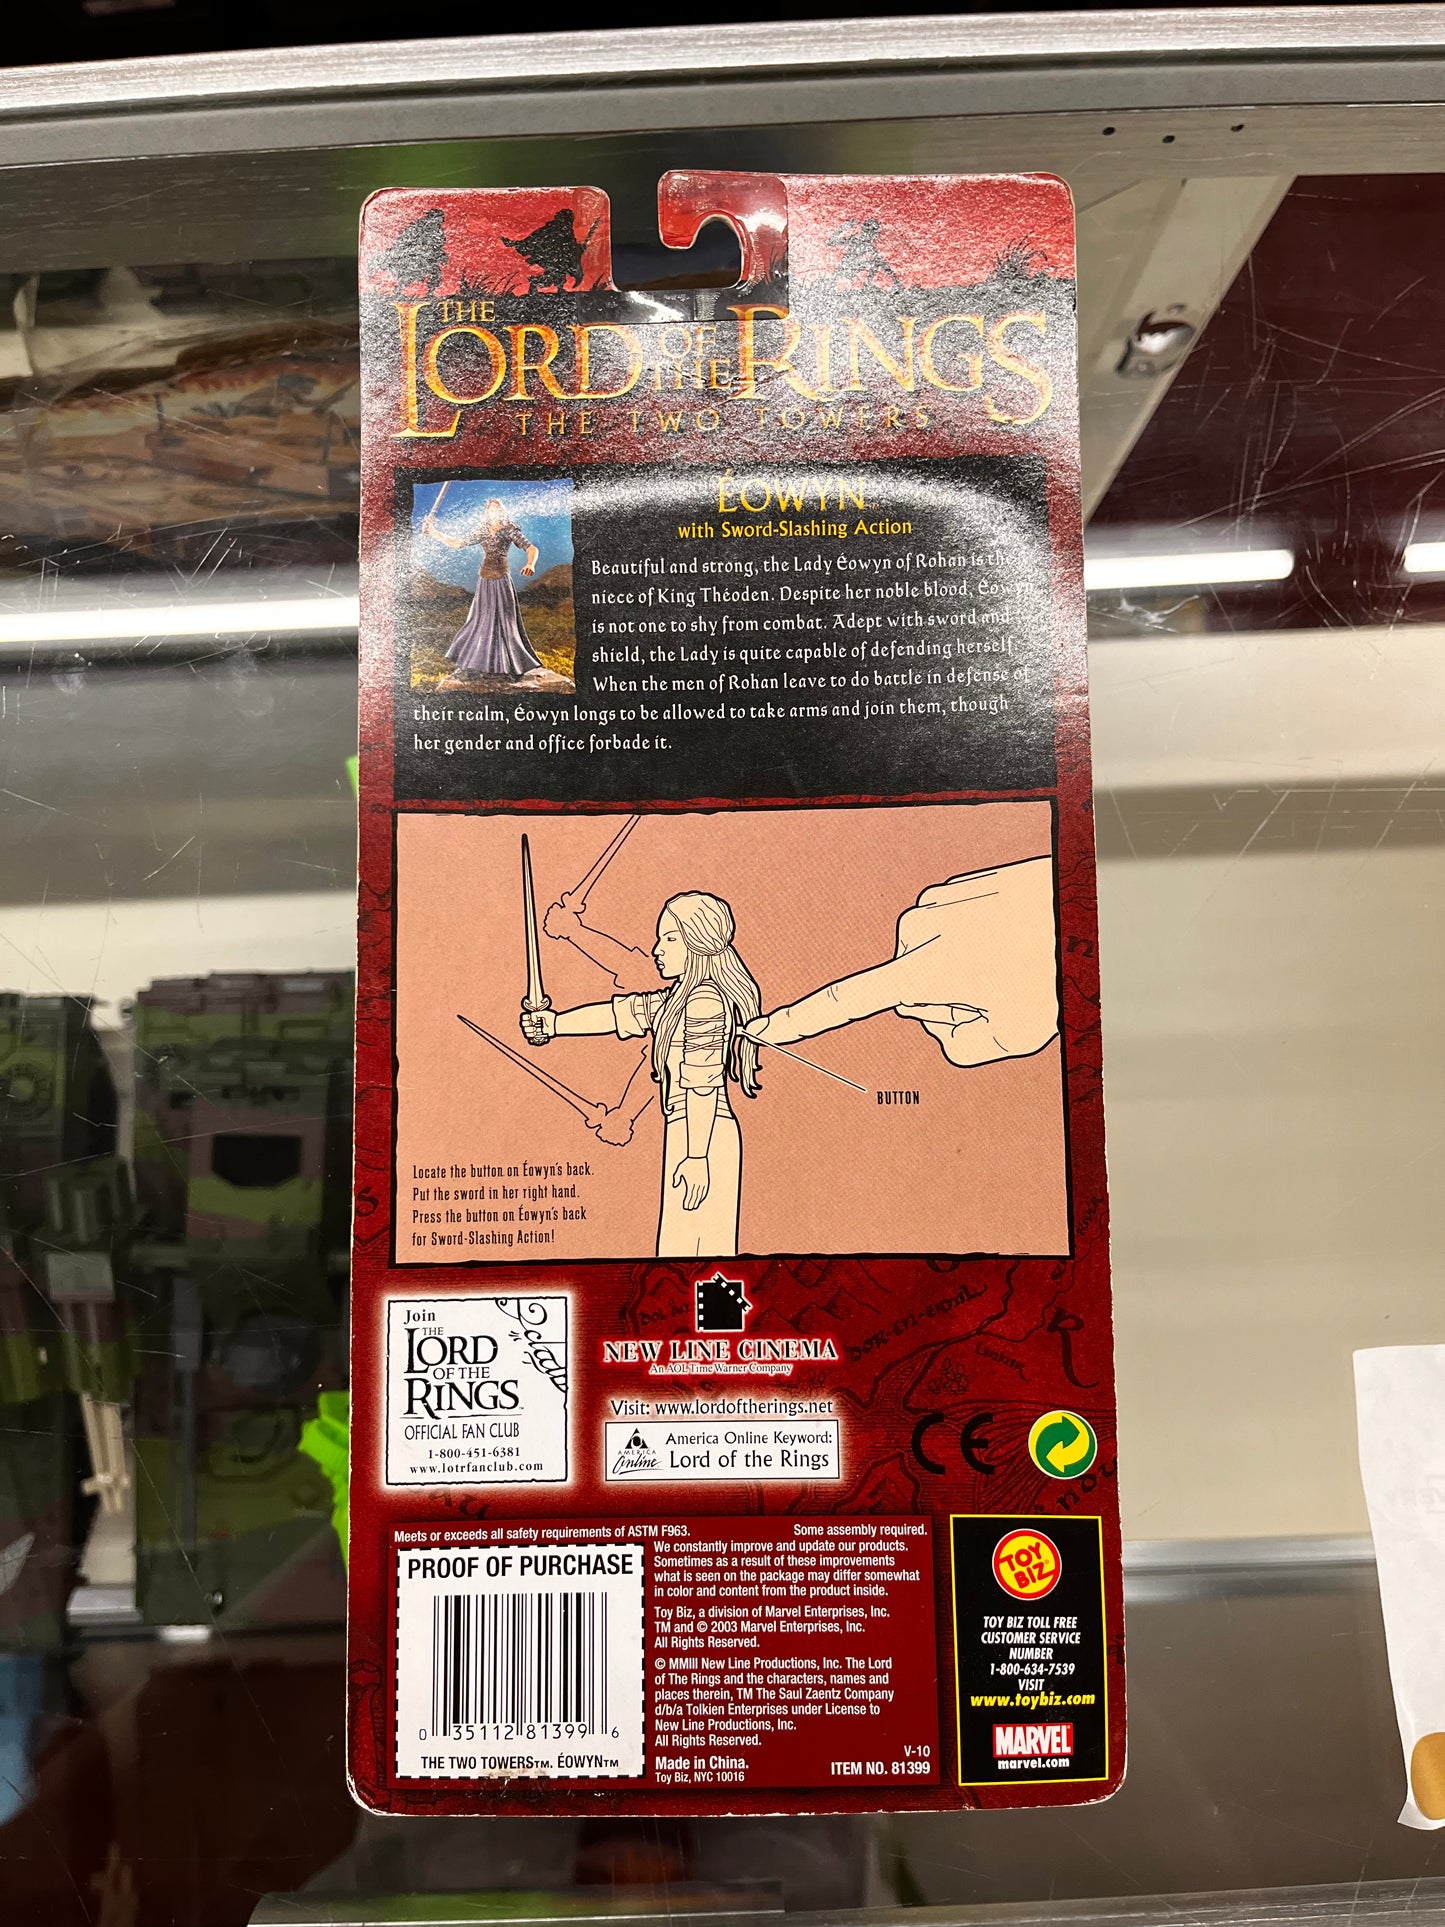 THE
LORD OF THE RINGS
THE TWO TOWERS
ÉOWYN
with Sword-Slashing Action
Beautiful and strong, the Lady Éowyn of Rohan is the
niece of King Théoden. Despite her noble blood, Éowyn
is not one to shy from combat. Adept with sword and
shield, the Lady is quite capable of defending herself.
When the men of Rohan leave to do battle in defense of
their realm, Éowyn longs to be allowed to take arms and join them, though
her gender and office forbade it.
BUTTON
Locate the button on Éowyn's back.
Put the sword in her right hand.
Press the button on Éowyn's back
for Sword-Slashing Action!
Join
THE
LORD
OF THE
RINGS
OFFICIAL FAN CLUB
1-800-451-6381
www.lotrfanclub.com
NEW LINE CINEMA
An AOL Time Warner Company
Visit: www.lordoftherings.net
AMERICA
Online
America Online Keyword:
Lord of the Rings
CE
Meets or exceeds all safety requirements of ASTM F963.
Some assembly required.
PROOF OF PURCHASE
0 35112 81399 6
THE TWO TOWERS™. ÉOWYN™
We constantly improve and update our products.
Sometimes as a result of these improvements
what is seen on the package may differ somewhat
in color and content from the product inside.
Toy Biz, a division of Marvel Enterprises, Inc.
TM and © 2003 Marvel Enterprises, Inc.
All Rights Reserved.
© MMIII New Line Productions, Inc. The Lord
of The Rings and the characters, names and
places therein, TM The Saul Zaentz Company
d/b/a Tolkien Enterprises under License to
New Line Productions, Inc.
All Rights Reserved.
Made in China.
Toy Biz, NYC 10016
V-10
ITEM NO. 81399
TOY
BIZ
TOY BIZ TOLL FREE
CUSTOMER SERVICE
NUMBER
1-800-634-7539
VISIT
www.toybiz.com
MARVEL
marvel.com